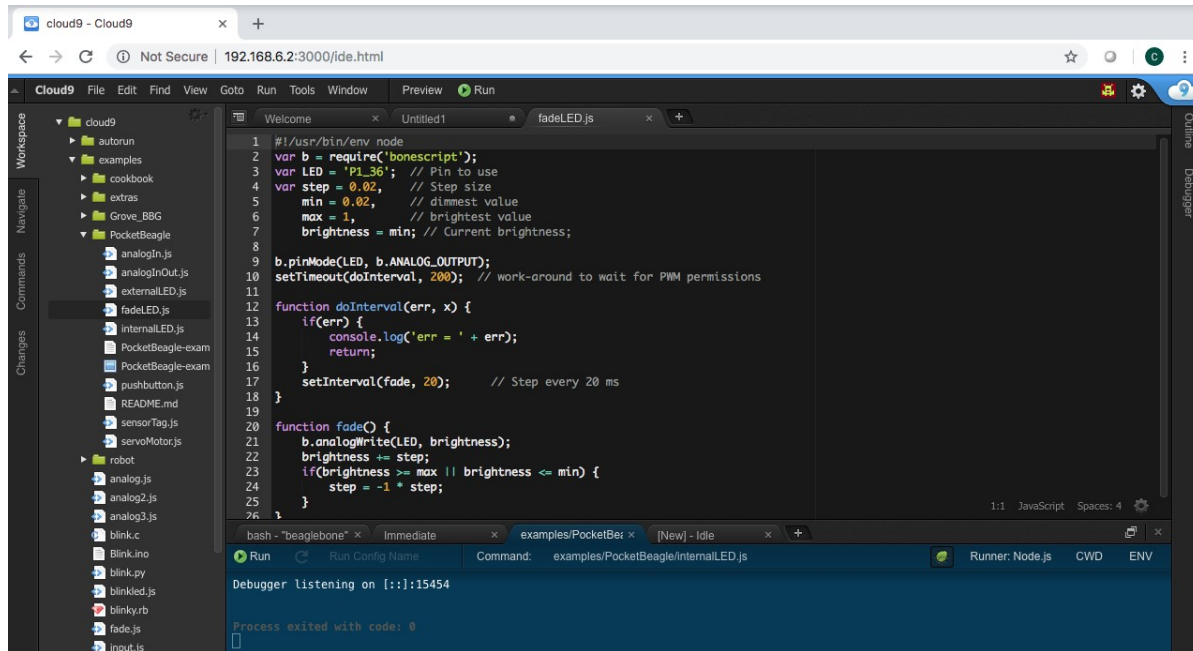 cloud9 - Cloud9 × +
Not Secure 192.168.6.2:3000/ide.html C
Cloud9 File Edit Find View Goto Run Tools Window Preview Run 9
Workspace
Navigate
Commands
Changes
cloud9
autorun
examples
cookbook
extras
Grove_BBG
PocketBeagle
analogIn.js
analogInOut.js
externalLED.js
fadeLED.js
internalLED.js
PocketBeagle-exam
PocketBeagle-exam
pushbutton.js
README.md
sensorTag.js
servoMotor.js
robot
analog.js
analog2.js
analog3.js
blink.c
Blink.ino
blink.py
blinkled.js
blinky.rb
fade.js
input.js
Welcome × Untitled1 fadeLED.js × +
1 #!/usr/bin/env node
2 var b = require('bonescript');
3 var LED = 'P1_36'; // Pin to use
4 var step = 0.02, // Step size
5 min = 0.02, // dimmest value
6 max = 1, // brightest value
7 brightness = min; // Current brightness;
8
9 b.pinMode(LED, b.ANALOG_OUTPUT);
10 setTimeout(doInterval, 200); // work-around to wait for PWM permissions
11
12 function doInterval(err, x) {
13 if(err) {
14 console.log('err = ' + err);
15 return;
16 }
17 setInterval(fade, 20); // Step every 20 ms
18 }
19
20 function fade() {
21 b.analogWrite(LED, brightness);
22 brightness += step;
23 if(brightness >= max || brightness <= min) {
24 step = -1 * step;
25 }
26 }
1:1 JavaScript Spaces: 4
Outline
Debugger
bash - "beaglebone" × Immediate × examples/PocketBea × [New] - Idle × + ×
Run Run Config Name Command: examples/PocketBeagle/internalLED.js Runner: Node.js CWD ENV
Debugger listening on [::]:15454
Process exited with code: 0